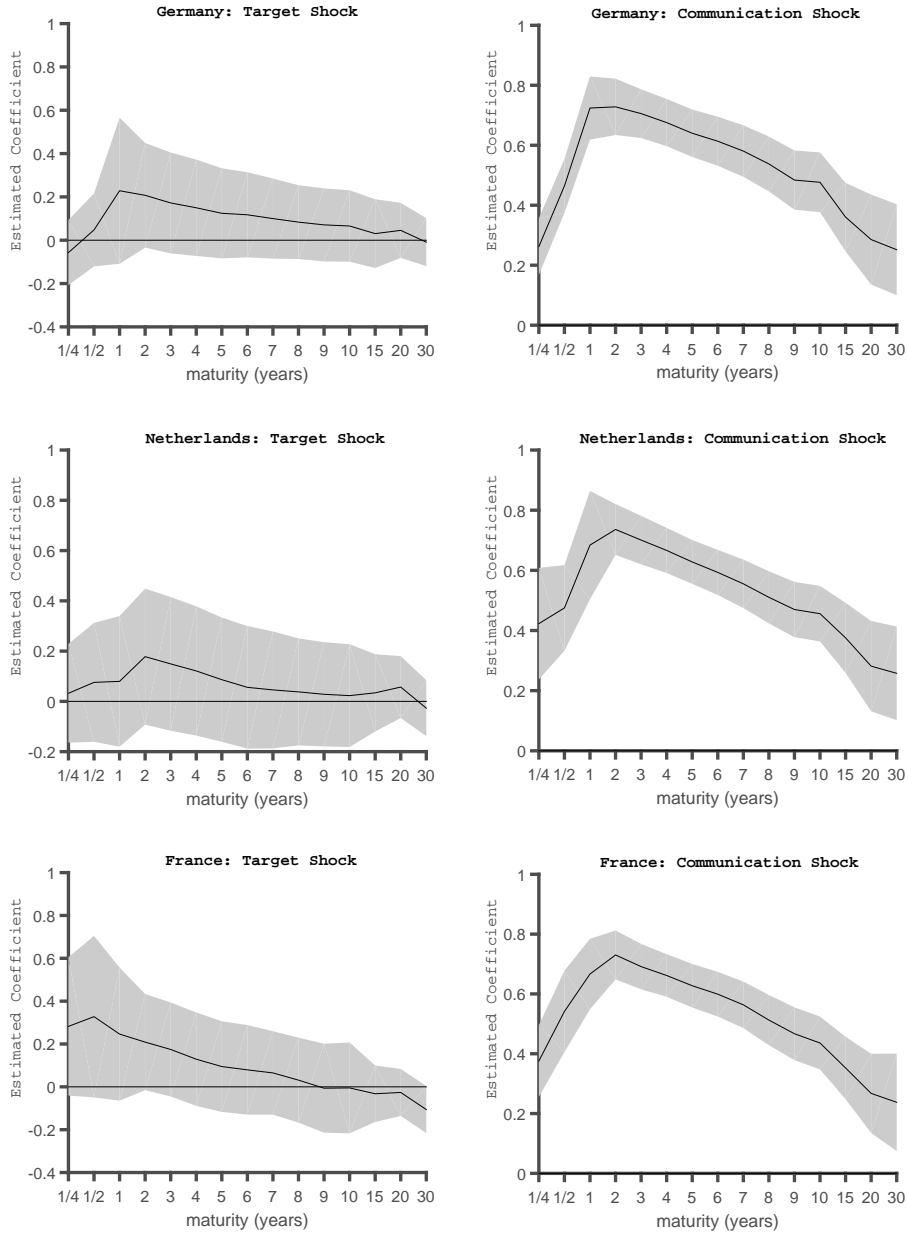 Germany: Target Shock
Estimated Coefficient
1
0.8
0.6
0.4
0.2
0
-0.2
-0.4
1/4 1/2 1 2 3 4 5 6 7 8 9 10 15 20 30
maturity (years)
Germany: Communication Shock
Estimated Coefficient
1
0.8
0.6
0.4
0.2
0
1/4 1/2 1 2 3 4 5 6 7 8 9 10 15 20 30
maturity (years)
Netherlands: Target Shock
Estimated Coefficient
1
0.8
0.6
0.4
0.2
0
-0.2
1/4 1/2 1 2 3 4 5 6 7 8 9 10 15 20 30
maturity (years)
Netherlands: Communication Shock
Estimated Coefficient
1
0.8
0.6
0.4
0.2
0
1/4 1/2 1 2 3 4 5 6 7 8 9 10 15 20 30
maturity (years)
France: Target Shock
Estimated Coefficient
1
0.8
0.6
0.4
0.2
0
-0.2
-0.4
1/4 1/2 1 2 3 4 5 6 7 8 9 10 15 20 30
maturity (years)
France: Communication Shock
Estimated Coefficient
1
0.8
0.6
0.4
0.2
0
1/4 1/2 1 2 3 4 5 6 7 8 9 10 15 20 30
maturity (years)